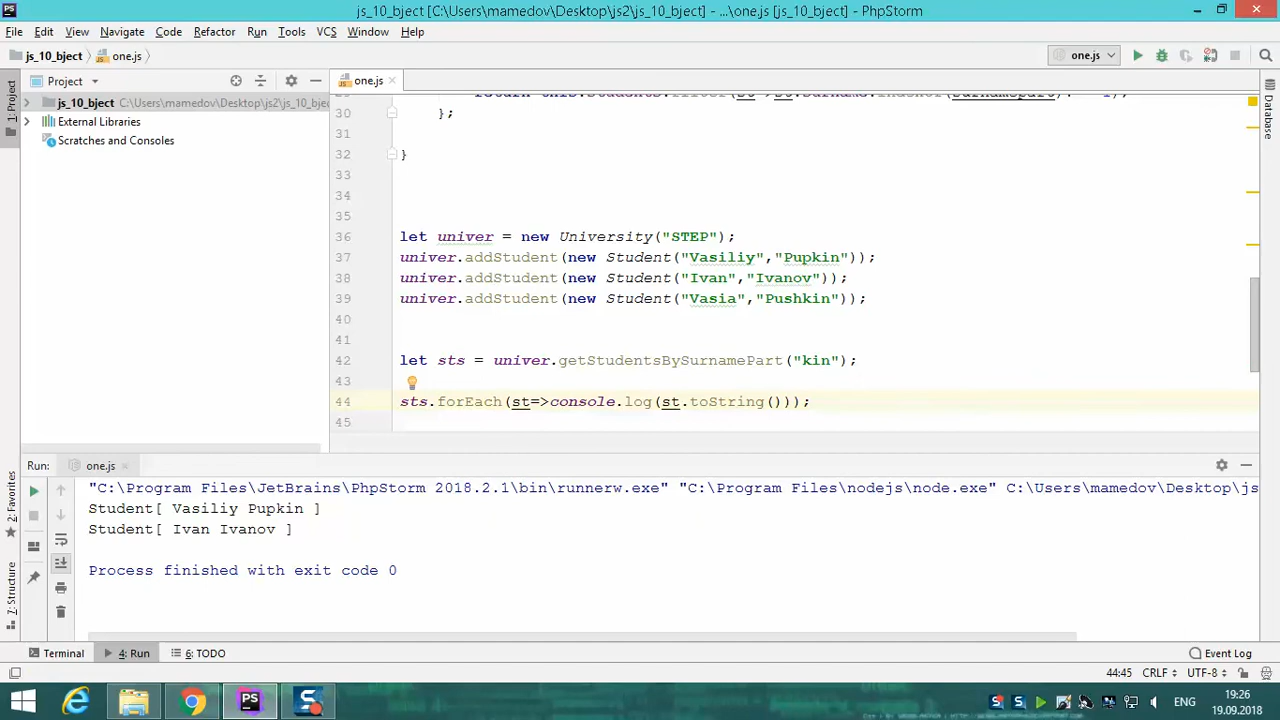 PS js_10_bject [C:\Users\mamedov\Desktop\js2\js_10_bject] - ...\one.js [js_10_bject] - PhpStorm
File Edit View Navigate Code Refactor Run Tools VCS Window Help
js_10_bject one.js one.js
1: Project
Project one.js
Database
js_10_bject C:\Users\mamedov\Desktop\js2\js_10_bjec
External Libraries
Scratches and Consoles
30 };
31
32 }
33
34
35
36 let univer = new University("STEP");
37 univer.addStudent(new Student("Vasiliy","Pupkin"));
38 univer.addStudent(new Student("Ivan","Ivanov"));
39 univer.addStudent(new Student("Vasia","Pushkin"));
40
41
42 let sts = univer.getStudentsBySurnamePart("kin");
43
44 sts.forEach(st=>console.log(st.toString()));
45
Run: one.js
2: Favorites
7: Structure
"C:\Program Files\JetBrains\PhpStorm 2018.2.1\bin\runnerw.exe" "C:\Program Files\nodejs\node.exe" C:\Users\mamedov\Desktop\js
Student[ Vasiliy Pupkin ]
Student[ Ivan Ivanov ]
Process finished with exit code 0
Terminal 4: Run 6: TODO Event Log
44:45 CRLF UTF-8
ENG 19:26
19.09.2018